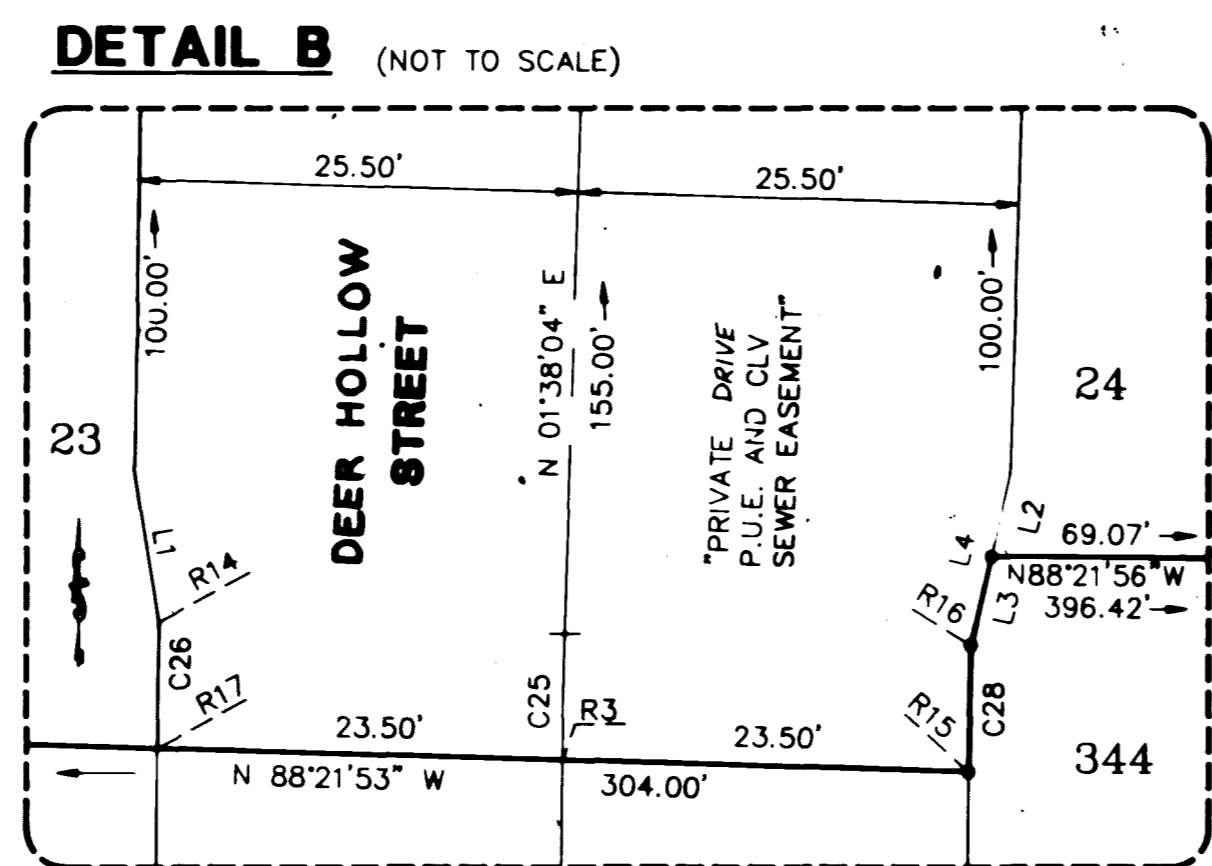 DETAIL B (NOT TO SCALE)
25.50'
25.50'
100.00'
DEER HOLLOW
STREET
N 01°38'04" E
155.00'
"PRIVATE DRIVE
P.U.E. AND CLV
SEWER EASEMENT"
100.00'
23
24
L1
R14
L4
L2
69.07'
N88°21'56"W
396.42'
R16
L3
C26
R17
C25
R3
R15
C28
23.50'
23.50'
N 88°21'53" W
304.00'
344